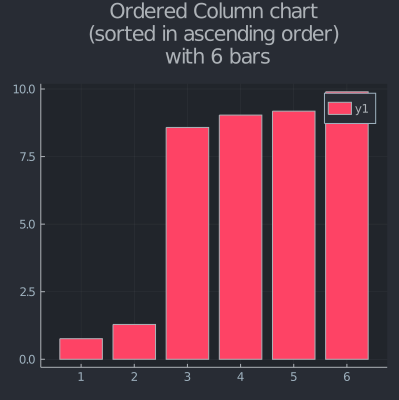 Ordered Column chart
(sorted in ascending order)
with 6 bars
10.0
y1
7.5
5.0
2.5
0.0
1 2 3 4 5 6